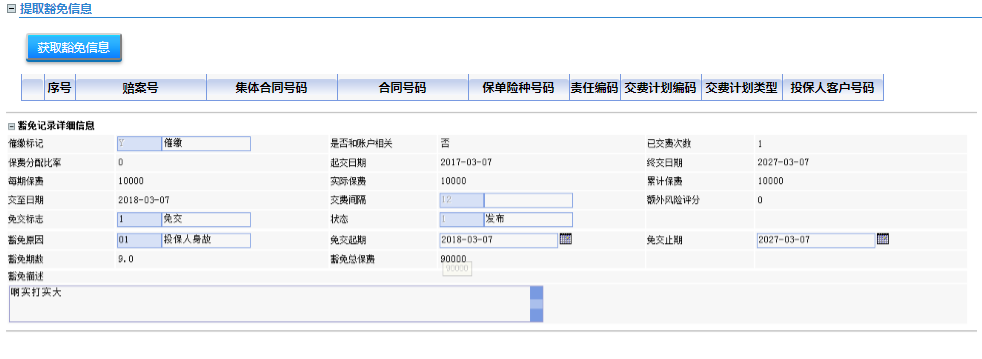 提取豁免信息
获取豁免信息
序号 赔案号 集体合同号码 合同号码 保单险种号码 责任编码 交费计划编码 交费计划类型 投保人客户号码
豁免记录详细信息
催缴标记 Y 催缴 是否和账户相关 否 已交费次数 1
保费分配比率 0 起交日期 2017-03-07 终交日期 2027-03-07
每期保费 10000 实际保费 10000 累计保费 10000
交至日期 2018-03-07 交费间隔 12 额外风险评分 0
免交标志 1 免交 状态 1 发布
豁免原因 01 投保人身故 免交起期 2018-03-07 免交止期 2027-03-07
豁免期数 9.0 豁免总保费 90000
90000
豁免描述
啊实打实大